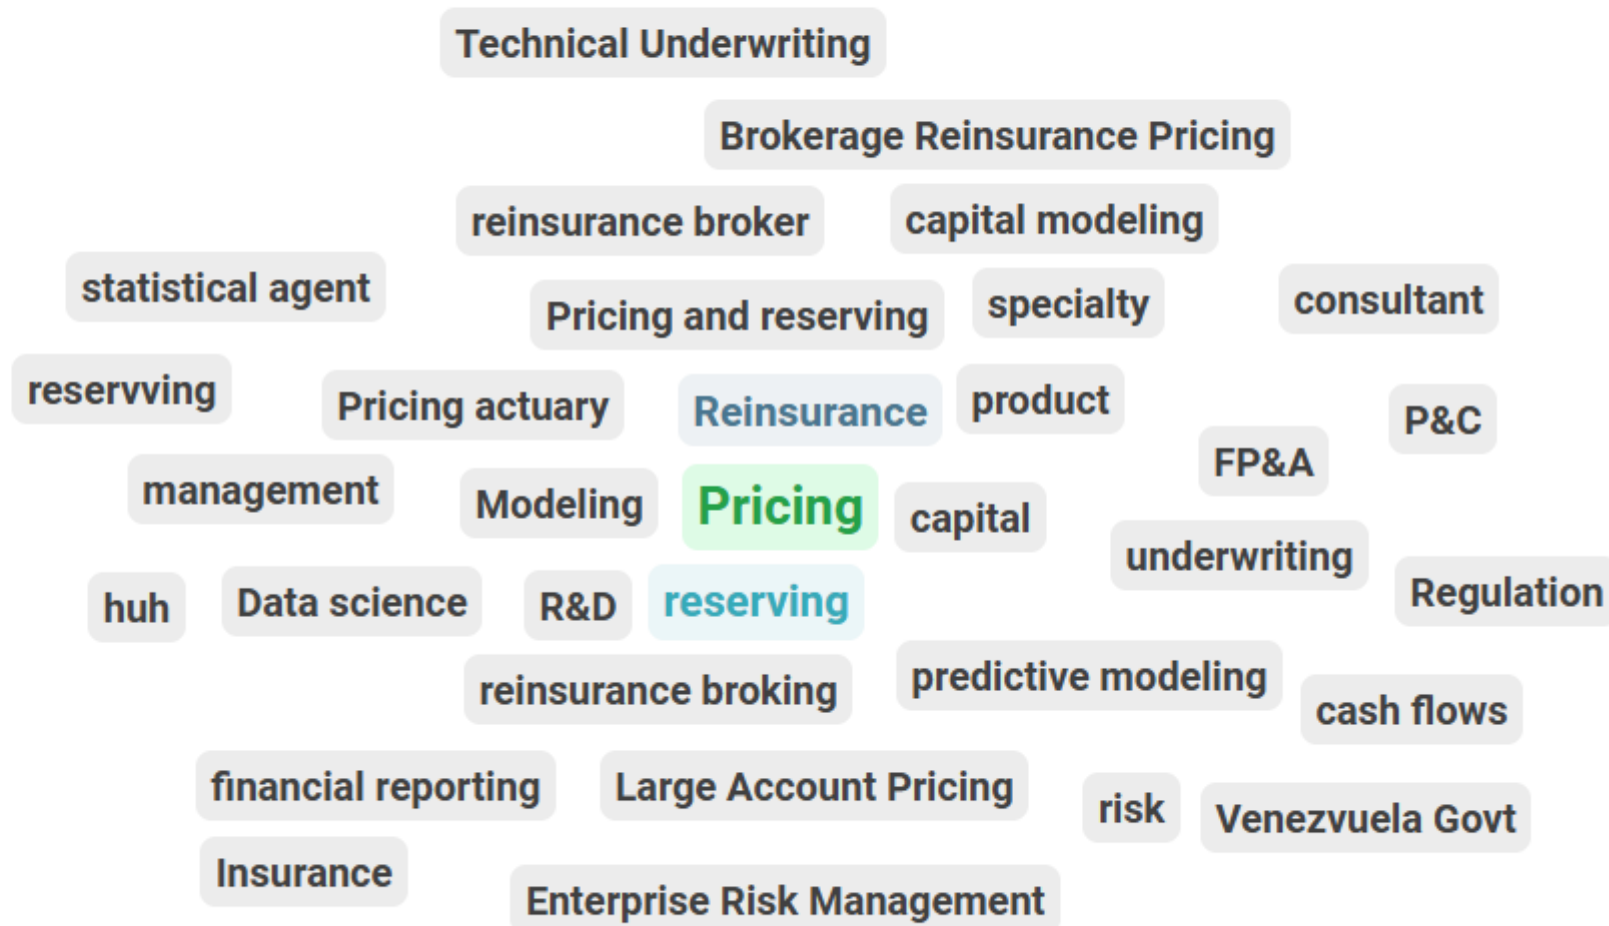 Technical Underwriting
Brokerage Reinsurance Pricing
reinsurance broker
capital modeling
statistical agent
Pricing and reserving
specialty
consultant
reservving
Pricing actuary
Reinsurance
product
P&C
management
Modeling
Pricing
capital
FP&A
underwriting
huh
Data science
R&D
reserving
Regulation
reinsurance broking
predictive modeling
cash flows
financial reporting
Large Account Pricing
risk
Venezvuela Govt
Insurance
Enterprise Risk Management